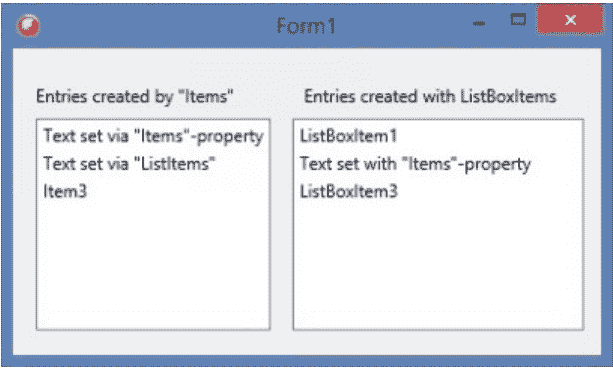 Form1
Entries created by "Items"
Entries created with ListBoxItems
Text set via "Items"-property
Text set via "ListItems"
Item3
ListBoxItem1
Text set with "Items"-property
ListBoxItem3